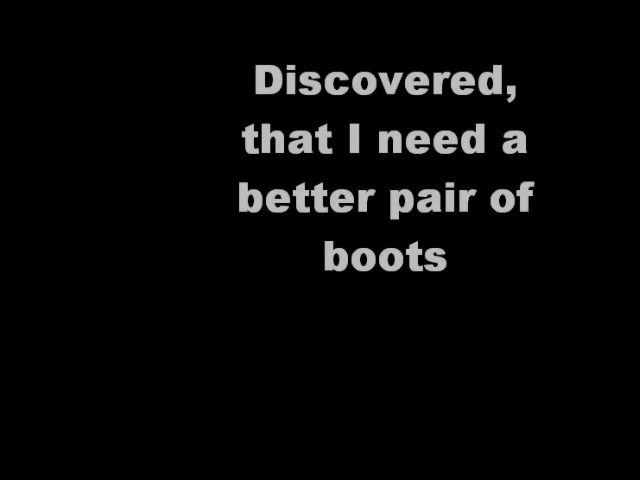 Discovered,
that I need a
better pair of
boots